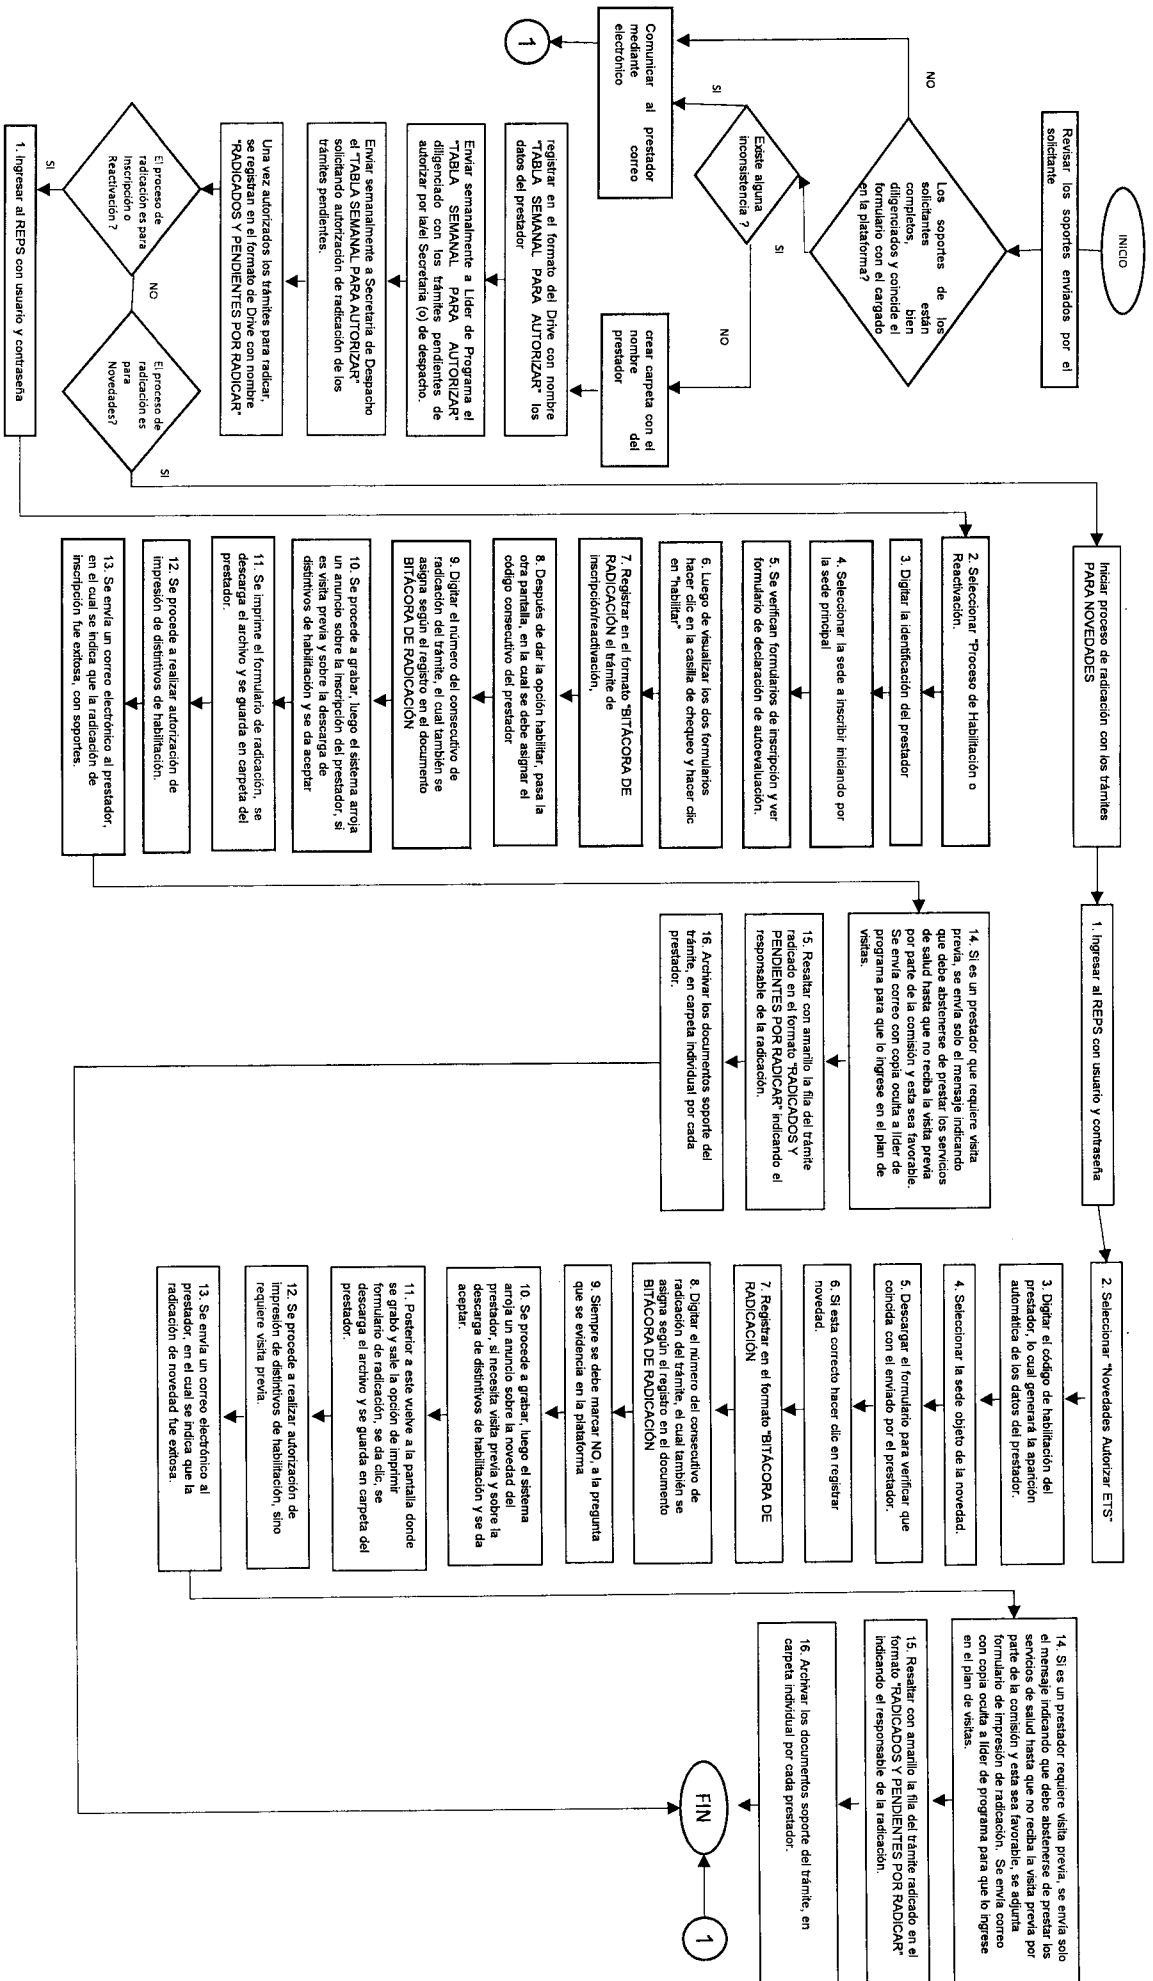 INICIO
Revisar los soportes enviados por el
solicitante
Los soportes de los
solicitantes están
completos, bien
diligenciados y coincide el
formulario con el cargado
en la plataforma?
NO
SI
Existe alguna
inconsistencia ?
SI
NO
Comunicar al prestador
mediante correo
electrónico
1
crear carpeta con el
nombre del
prestador
registrar en el formato del Drive con nombre
"TABLA SEMANAL PARA AUTORIZAR" los
datos del prestador
Enviar semanalmente a Líder de Programa el
"TABLA SEMANAL PARA AUTORIZAR"
diligenciado con los trámites pendientes de
autorizar por la/el Secretaria (o) de despacho.
Enviar semanalmente a Secretaria de Despacho
el "TABLA SEMANAL PARA AUTORIZAR"
solicitando autorización de radicación de los
trámites pendientes.
Una vez autorizados los trámites para radicar,
se registran en el formato de Drive con nombre
"RADICADOS Y PENDIENTES POR RADICAR"
El proceso de
radicación es para
Inscripción o
Reactivación ?
SI
NO
El proceso de
radicación es
para
Novedades?
SI
1. Ingresar al REPS con usuario y contraseña
Iniciar proceso de radicación con los trámites
PARA NOVEDADES
2. Seleccionar "Proceso de Habilitación o
Reactivación.
3. Digitar la identificación del prestador
4. Seleccionar la sede a inscribir iniciando por
la sede principal
5. Se verifican formularios de inscripción y ver
formulario de declaración de autoevaluación.
6. Luego de visualizar los dos formularios
hacer clic en la casilla de chequeo y hacer clic
en "habilitar"
7. Registrar en el formato "BITÁCORA DE
RADICACIÓN el trámite de
inscripción/reactivación,
8. Después de dar la opción habilitar, pasa la
otra pantalla, en la cual se debe asignar el
código consecutivo del prestador
9. Digitar el número del consecutivo de
radicación del trámite, el cual también se
asigna según el registro en el documento
BITÁCORA DE RADICACIÓN
10. Se procede a grabar, luego el sistema arroja
un anuncio sobre la inscripción del prestador, si
es visita previa y sobre la descarga de
distintivos de habilitación y se da aceptar
11. Se imprime el formulario de radicación, se
descarga el archivo y se guarda en carpeta del
prestador.
12. Se procede a realizar autorización de
impresión de distintivos de habilitación.
13. Se envía un correo electrónico al prestador,
en el cual se indica que la radicación de
inscripción fue exitosa, con soportes.
1. Ingresar al REPS con usuario y contraseña
14. Si es un prestador que requiere visita
previa, se envía solo el mensaje indicando
que debe abstenerse de prestar los servicios
de salud hasta que no reciba la visita previa
por parte de la comisión y esta sea favorable.
Se envía correo con copia oculta a líder de
programa para que lo ingrese en el plan de
visitas.
15. Resaltar con amarillo la fila del trámite
radicado en el formato "RADICADOS Y
PENDIENTES POR RADICAR" indicando el
responsable de la radicación.
16. Archivar los documentos soporte del
trámite, en carpeta individual por cada
prestador.
2. Seleccionar "Novedades Autorizar ETS"
3. Digitar el código de habilitación del
prestador, lo cual generará la aparición
automática de los datos del prestador.
4. Seleccionar la sede objeto de la novedad.
5. Descargar el formulario para verificar que
coincida con el enviado por el prestador.
6. Si esta correcto hacer clic en registrar
novedad.
7. Registrar en el formato "BITÁCORA DE
RADICACIÓN
8. Digitar el número del consecutivo de
radicación del trámite, el cual también se
asigna según el registro en el documento
BITÁCORA DE RADICACIÓN
9. Siempre se debe marcar NO, a la pregunta
que se evidencia en la plataforma
10. Se procede a grabar, luego el sistema
arroja un anuncio sobre la novedad del
prestador, si necesita visita previa y sobre la
descarga de distintivos de habilitación y se da
aceptar.
11. Posterior a este vuelve a la pantalla donde
se grabó y sale la opción de imprimir
formulario de radicación, se da clic, se
descarga el archivo y se guarda en carpeta del
prestador.
12. Se procede a realizar autorización de
impresión de distintivos de habilitación, sino
requiere visita previa.
13. Se envía un correo electrónico al
prestador, en el cual se indica que la
radicación de novedad fue exitosa.
14. Si es un prestador requiere visita previa, se envía solo
el mensaje indicando que debe abstenerse de prestar los
servicios de salud hasta que no reciba la visita previa por
parte de la comisión y esta sea favorable, se adjunta
formulario de impresión de radicación. Se envía correo
con copia oculta a líder de programa para que lo ingrese
en el plan de visitas.
15. Resaltar con amarillo la fila del trámite radicado en el
formato "RADICADOS Y PENDIENTES POR RADICAR"
indicando el responsable de la radicación.
16. Archivar los documentos soporte del trámite, en
carpeta individual por cada prestador.
FIN
1